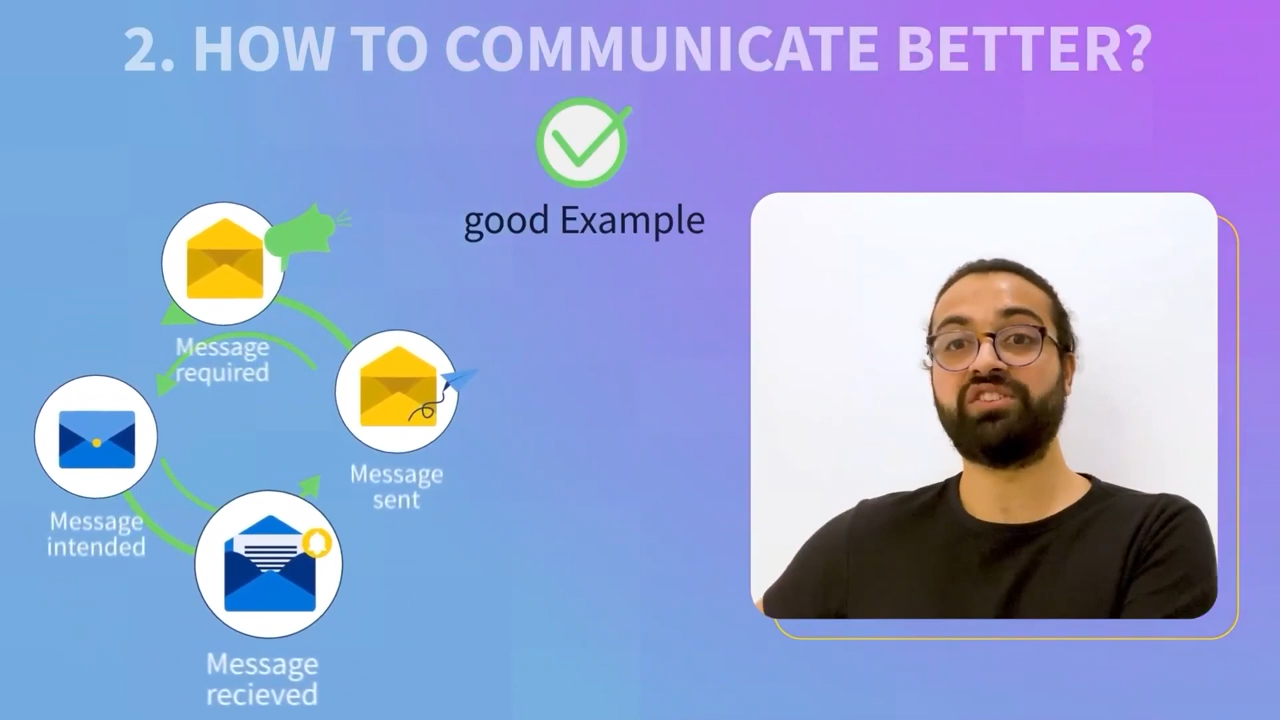 2. HOW TO COMMUNICATE BETTER?
good Example
Message
required
Message
sent
Message
intended
Message
recieved